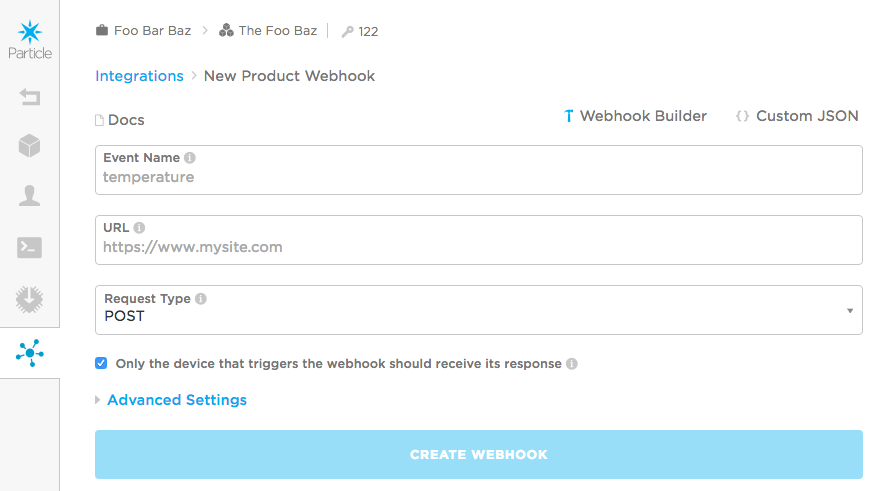 Particle
Foo Bar Baz > The Foo Baz | 122
Integrations > New Product Webhook
Docs
Webhook Builder
{ } Custom JSON
Event Name
temperature
URL
https://www.mysite.com
Request Type
POST
Only the device that triggers the webhook should receive its response
Advanced Settings
CREATE WEBHOOK